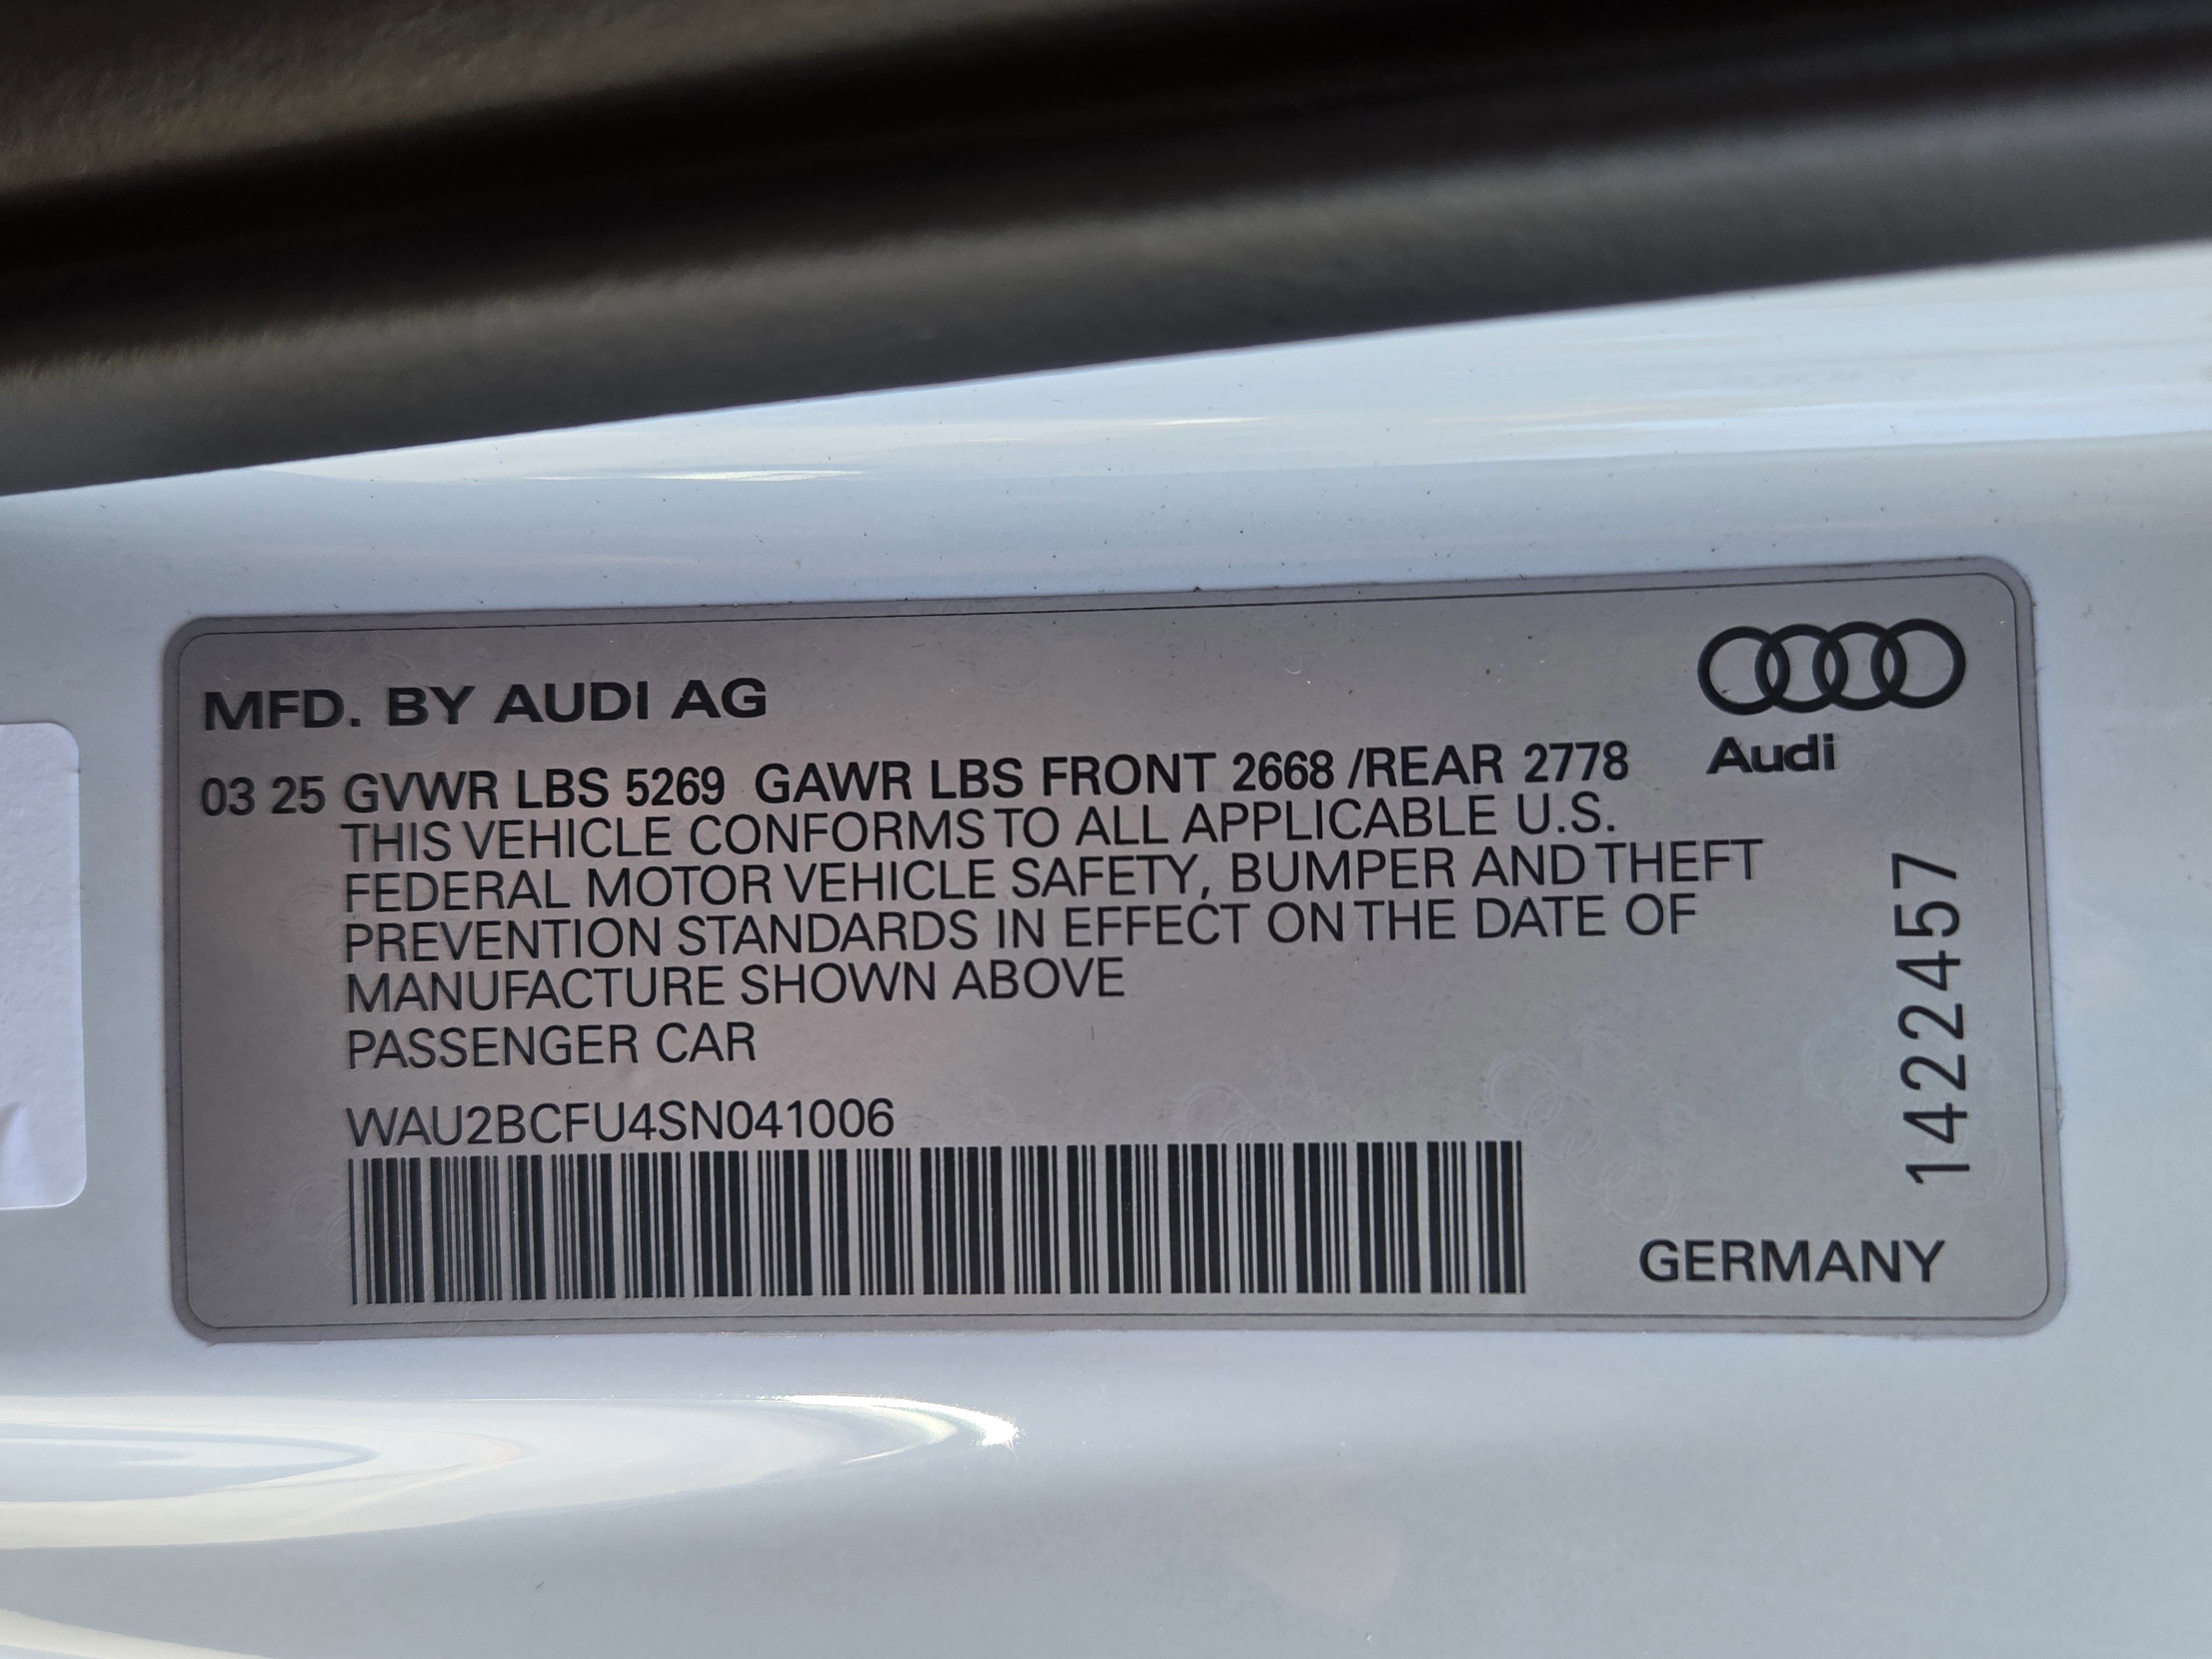 MFD. BY AUDI AG
Audi
03 25 GVWR LBS 5269 GAWR LBS FRONT 2668 /REAR 2778
THIS VEHICLE CONFORMS TO ALL APPLICABLE U.S.
FEDERAL MOTOR VEHICLE SAFETY, BUMPER AND THEFT
PREVENTION STANDARDS IN EFFECT ON THE DATE OF
MANUFACTURE SHOWN ABOVE
PASSENGER CAR
WAU2BCFU4SN041006
1422457
GERMANY